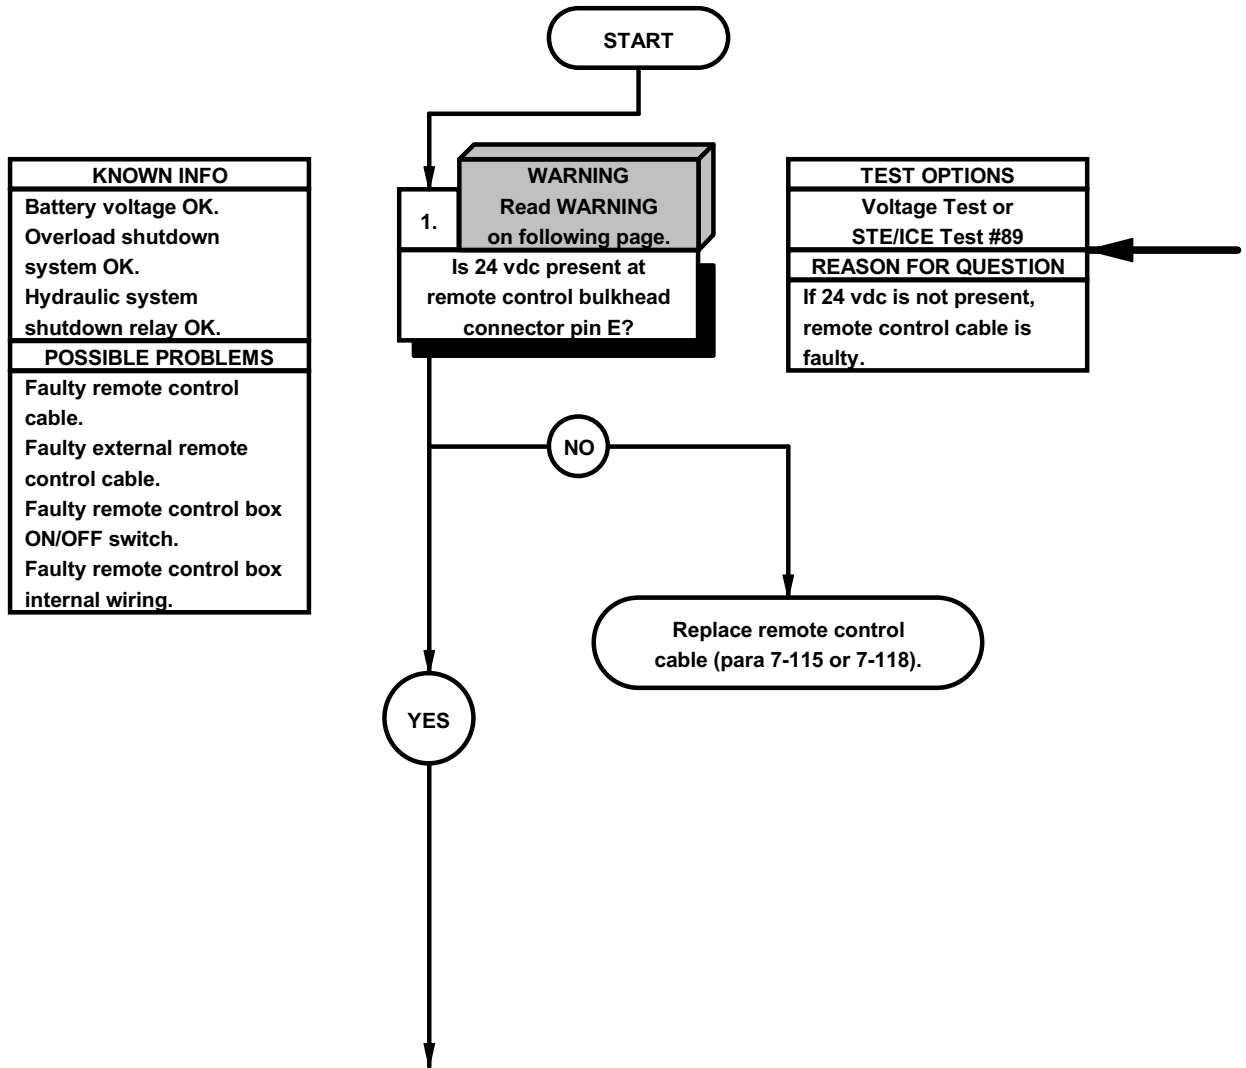 START
KNOWN INFO
Battery voltage OK.
Overload shutdown
system OK.
Hydraulic system
shutdown relay OK.
POSSIBLE PROBLEMS
Faulty remote control
cable.
Faulty external remote
control cable.
Faulty remote control box
ON/OFF switch.
Faulty remote control box
internal wiring.
1.
WARNING
Read WARNING
on following page.
Is 24 vdc present at
remote control bulkhead
connector pin E?
TEST OPTIONS
Voltage Test or
STE/ICE Test #89
REASON FOR QUESTION
If 24 vdc is not present,
remote control cable is
faulty.
NO
Replace remote control
cable (para 7-115 or 7-118).
YES